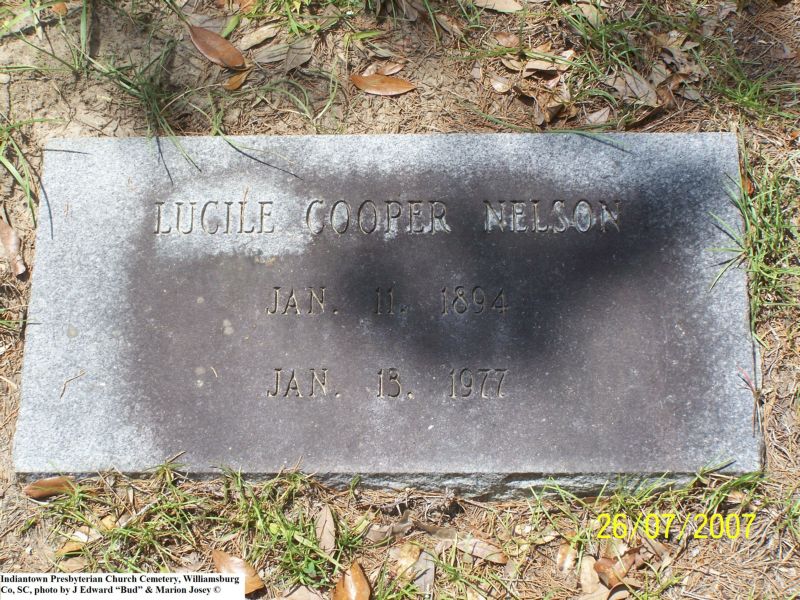 LUCILE COOPER NELSON
JAN. 11. 1894
JAN. 13. 1977
26/07/2007
Indiantown Presbyterian Church Cemetery, Williamsburg
Co, SC, photo by J Edward “Bud” & Marion Josey ©